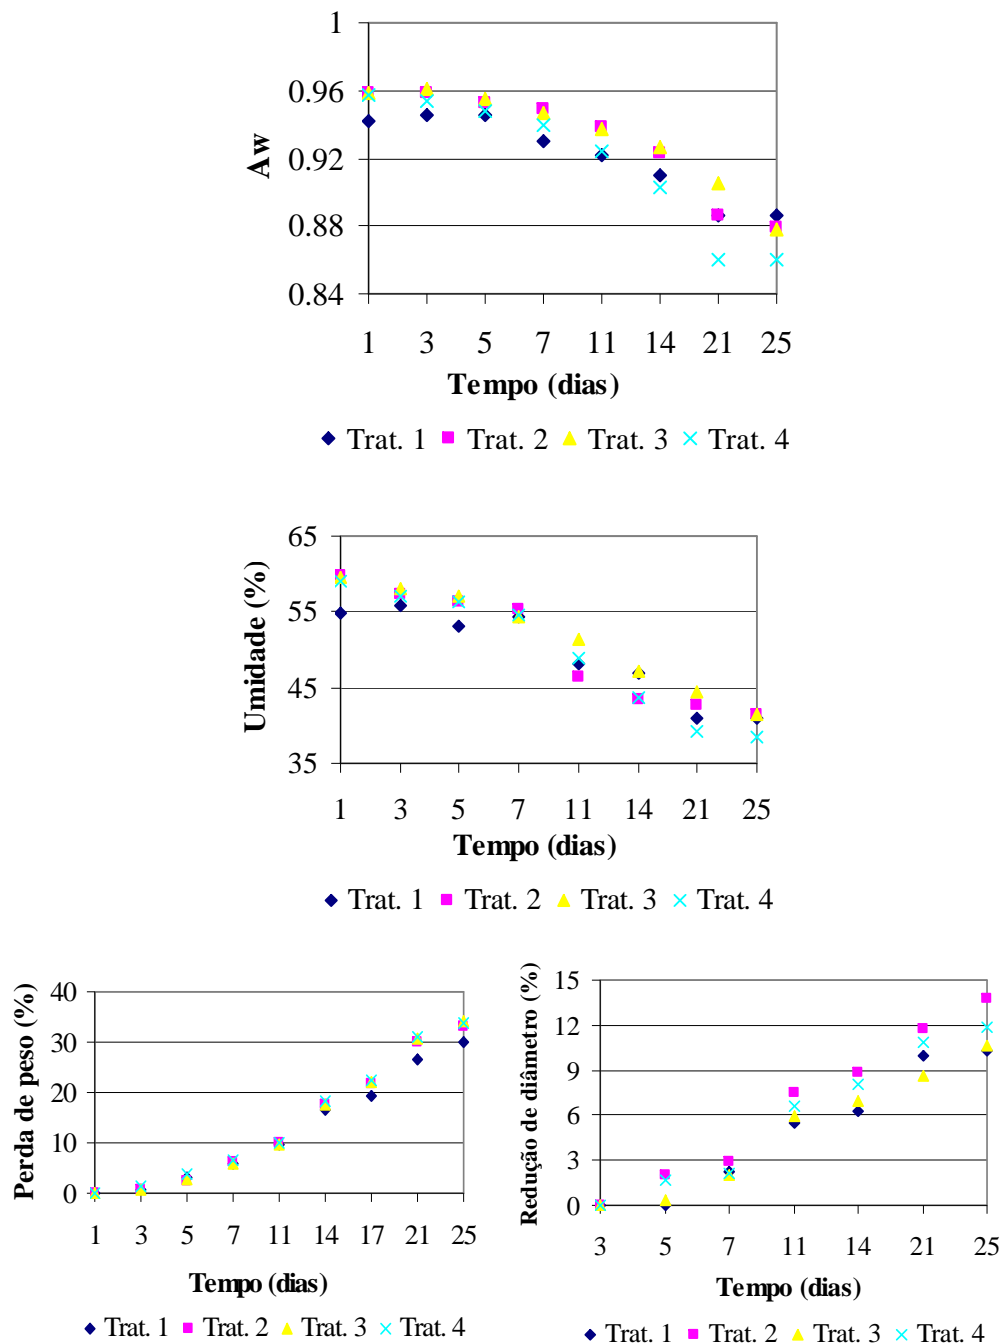 1
0.96
0.92
0.88
0.84
Aw
1 3 5 7 11 14 21 25
Tempo (dias)
Trat. 1 Trat. 2 Trat. 3 Trat. 4
65
55
45
35
Umidade (%)
1 3 5 7 11 14 21 25
Tempo (dias)
Trat. 1 Trat. 2 Trat. 3 Trat. 4
40
30
20
10
0
Perda de peso (%)
1 3 5 7 11 14 17 21 25
Tempo (dias)
Trat. 1 Trat. 2 Trat. 3 Trat. 4
15
12
9
6
3
0
Redução de diâmetro (%)
3 5 7 11 14 21 25
Tempo (dias)
Trat. 1 Trat. 2 Trat. 3 Trat. 4